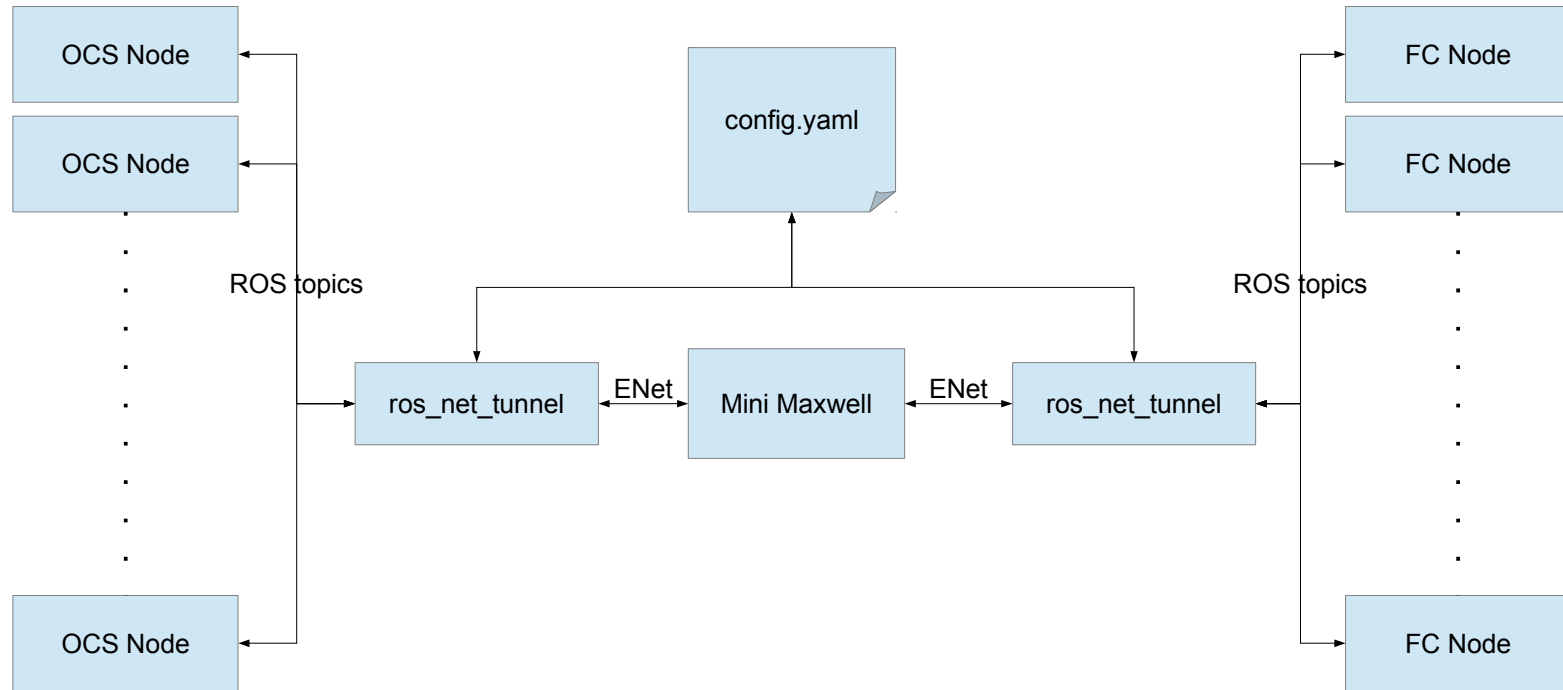 OCS Node
FC Node
config.yaml
OCS Node
FC Node
ROS topics
ROS topics
ros_net_tunnel
ENet
Mini Maxwell
ENet
ros_net_tunnel
OCS Node
FC Node